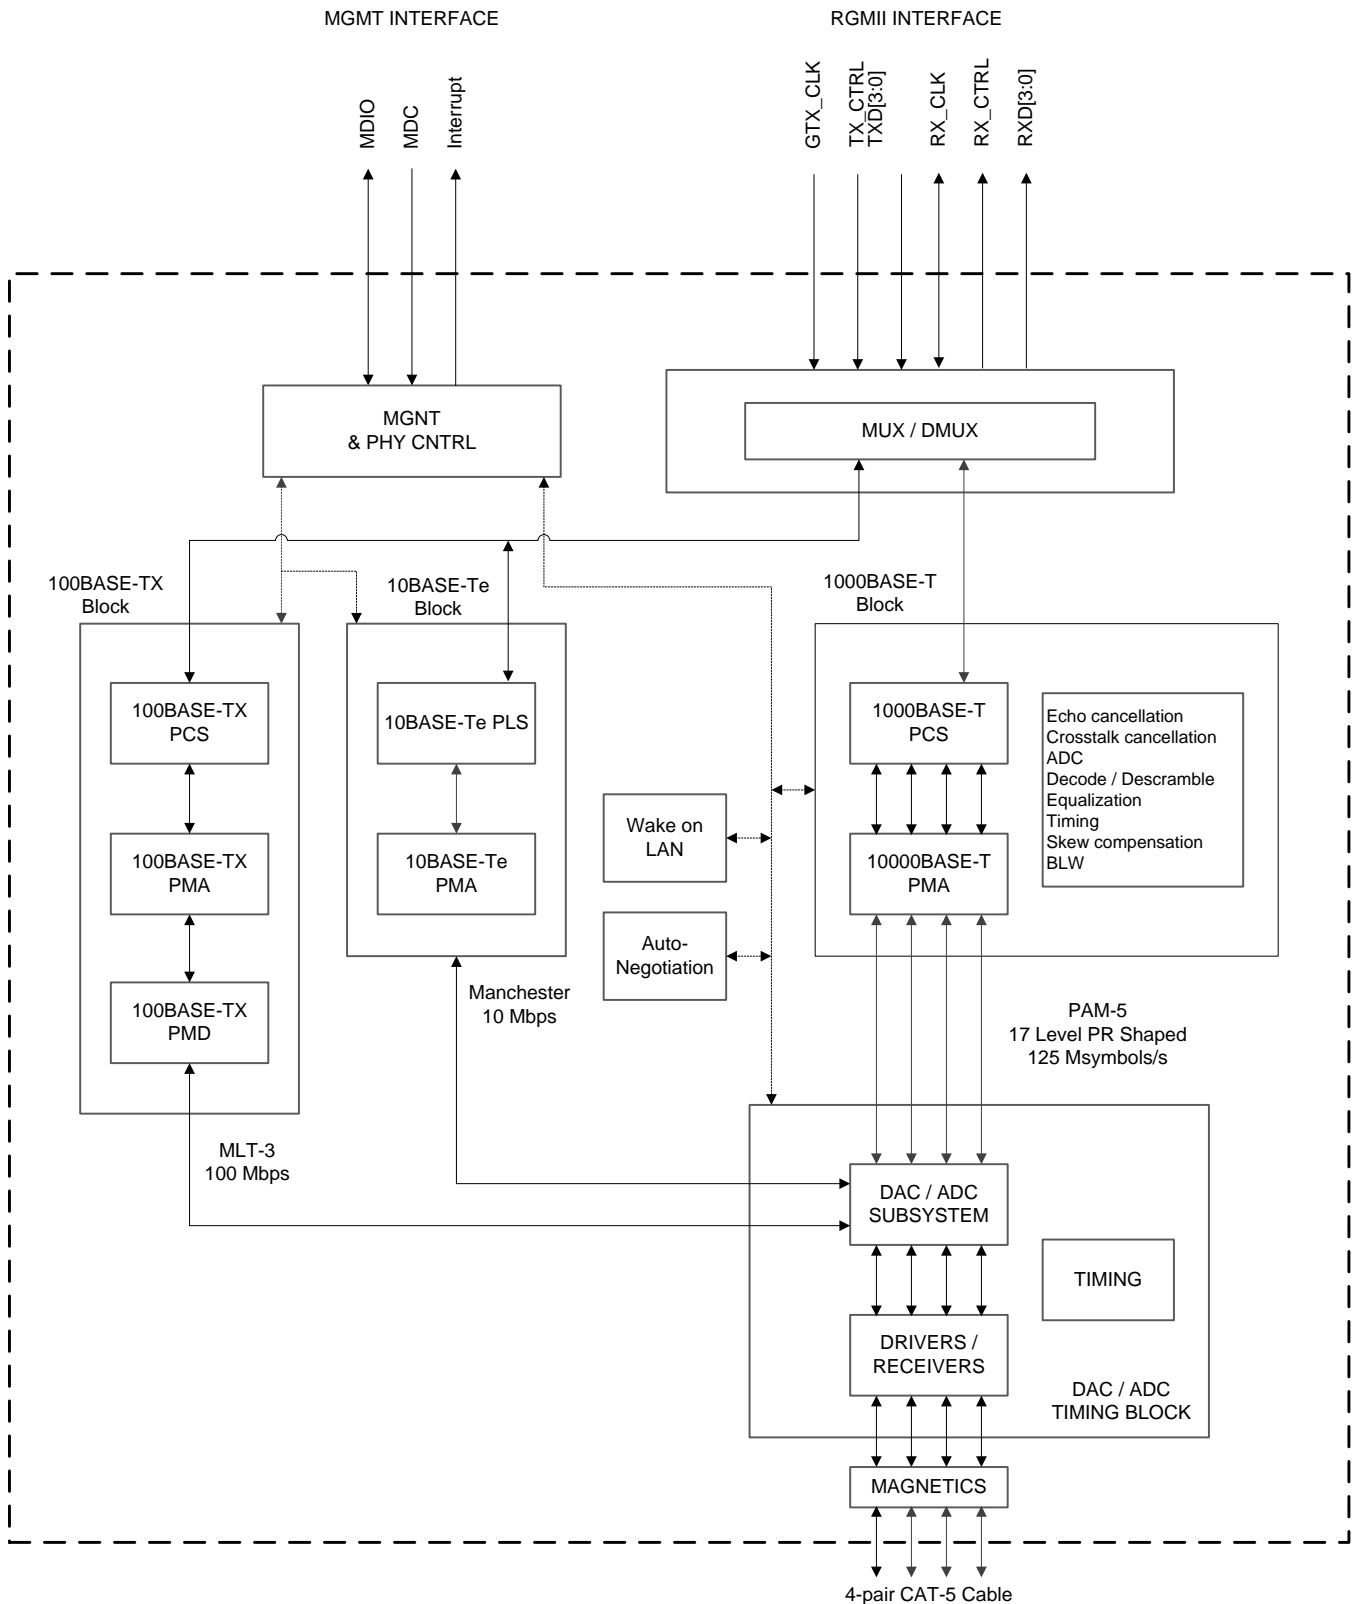 MGMT INTERFACE
RGMII INTERFACE
MDIO
MDC
Interrupt
GTX_CLK
TX_CTRL
TXD[3:0]
RX_CLK
RX_CTRL
RXD[3:0]
MGNT
& PHY CNTRL
MUX / DMUX
100BASE-TX
Block
10BASE-Te
Block
1000BASE-T
Block
100BASE-TX
PCS
10BASE-Te PLS
1000BASE-T
PCS
Echo cancellation
Crosstalk cancellation
ADC
Decode / Descramble
Equalization
Timing
Skew compensation
BLW
Wake on
LAN
100BASE-TX
PMA
10BASE-Te
PMA
10000BASE-T
PMA
Auto-
Negotiation
100BASE-TX
PMD
Manchester
10 Mbps
PAM-5
17 Level PR Shaped
125 Msymbols/s
MLT-3
100 Mbps
DAC / ADC
SUBSYSTEM
TIMING
DRIVERS /
RECEIVERS
DAC / ADC
TIMING BLOCK
MAGNETICS
4-pair CAT-5 Cable